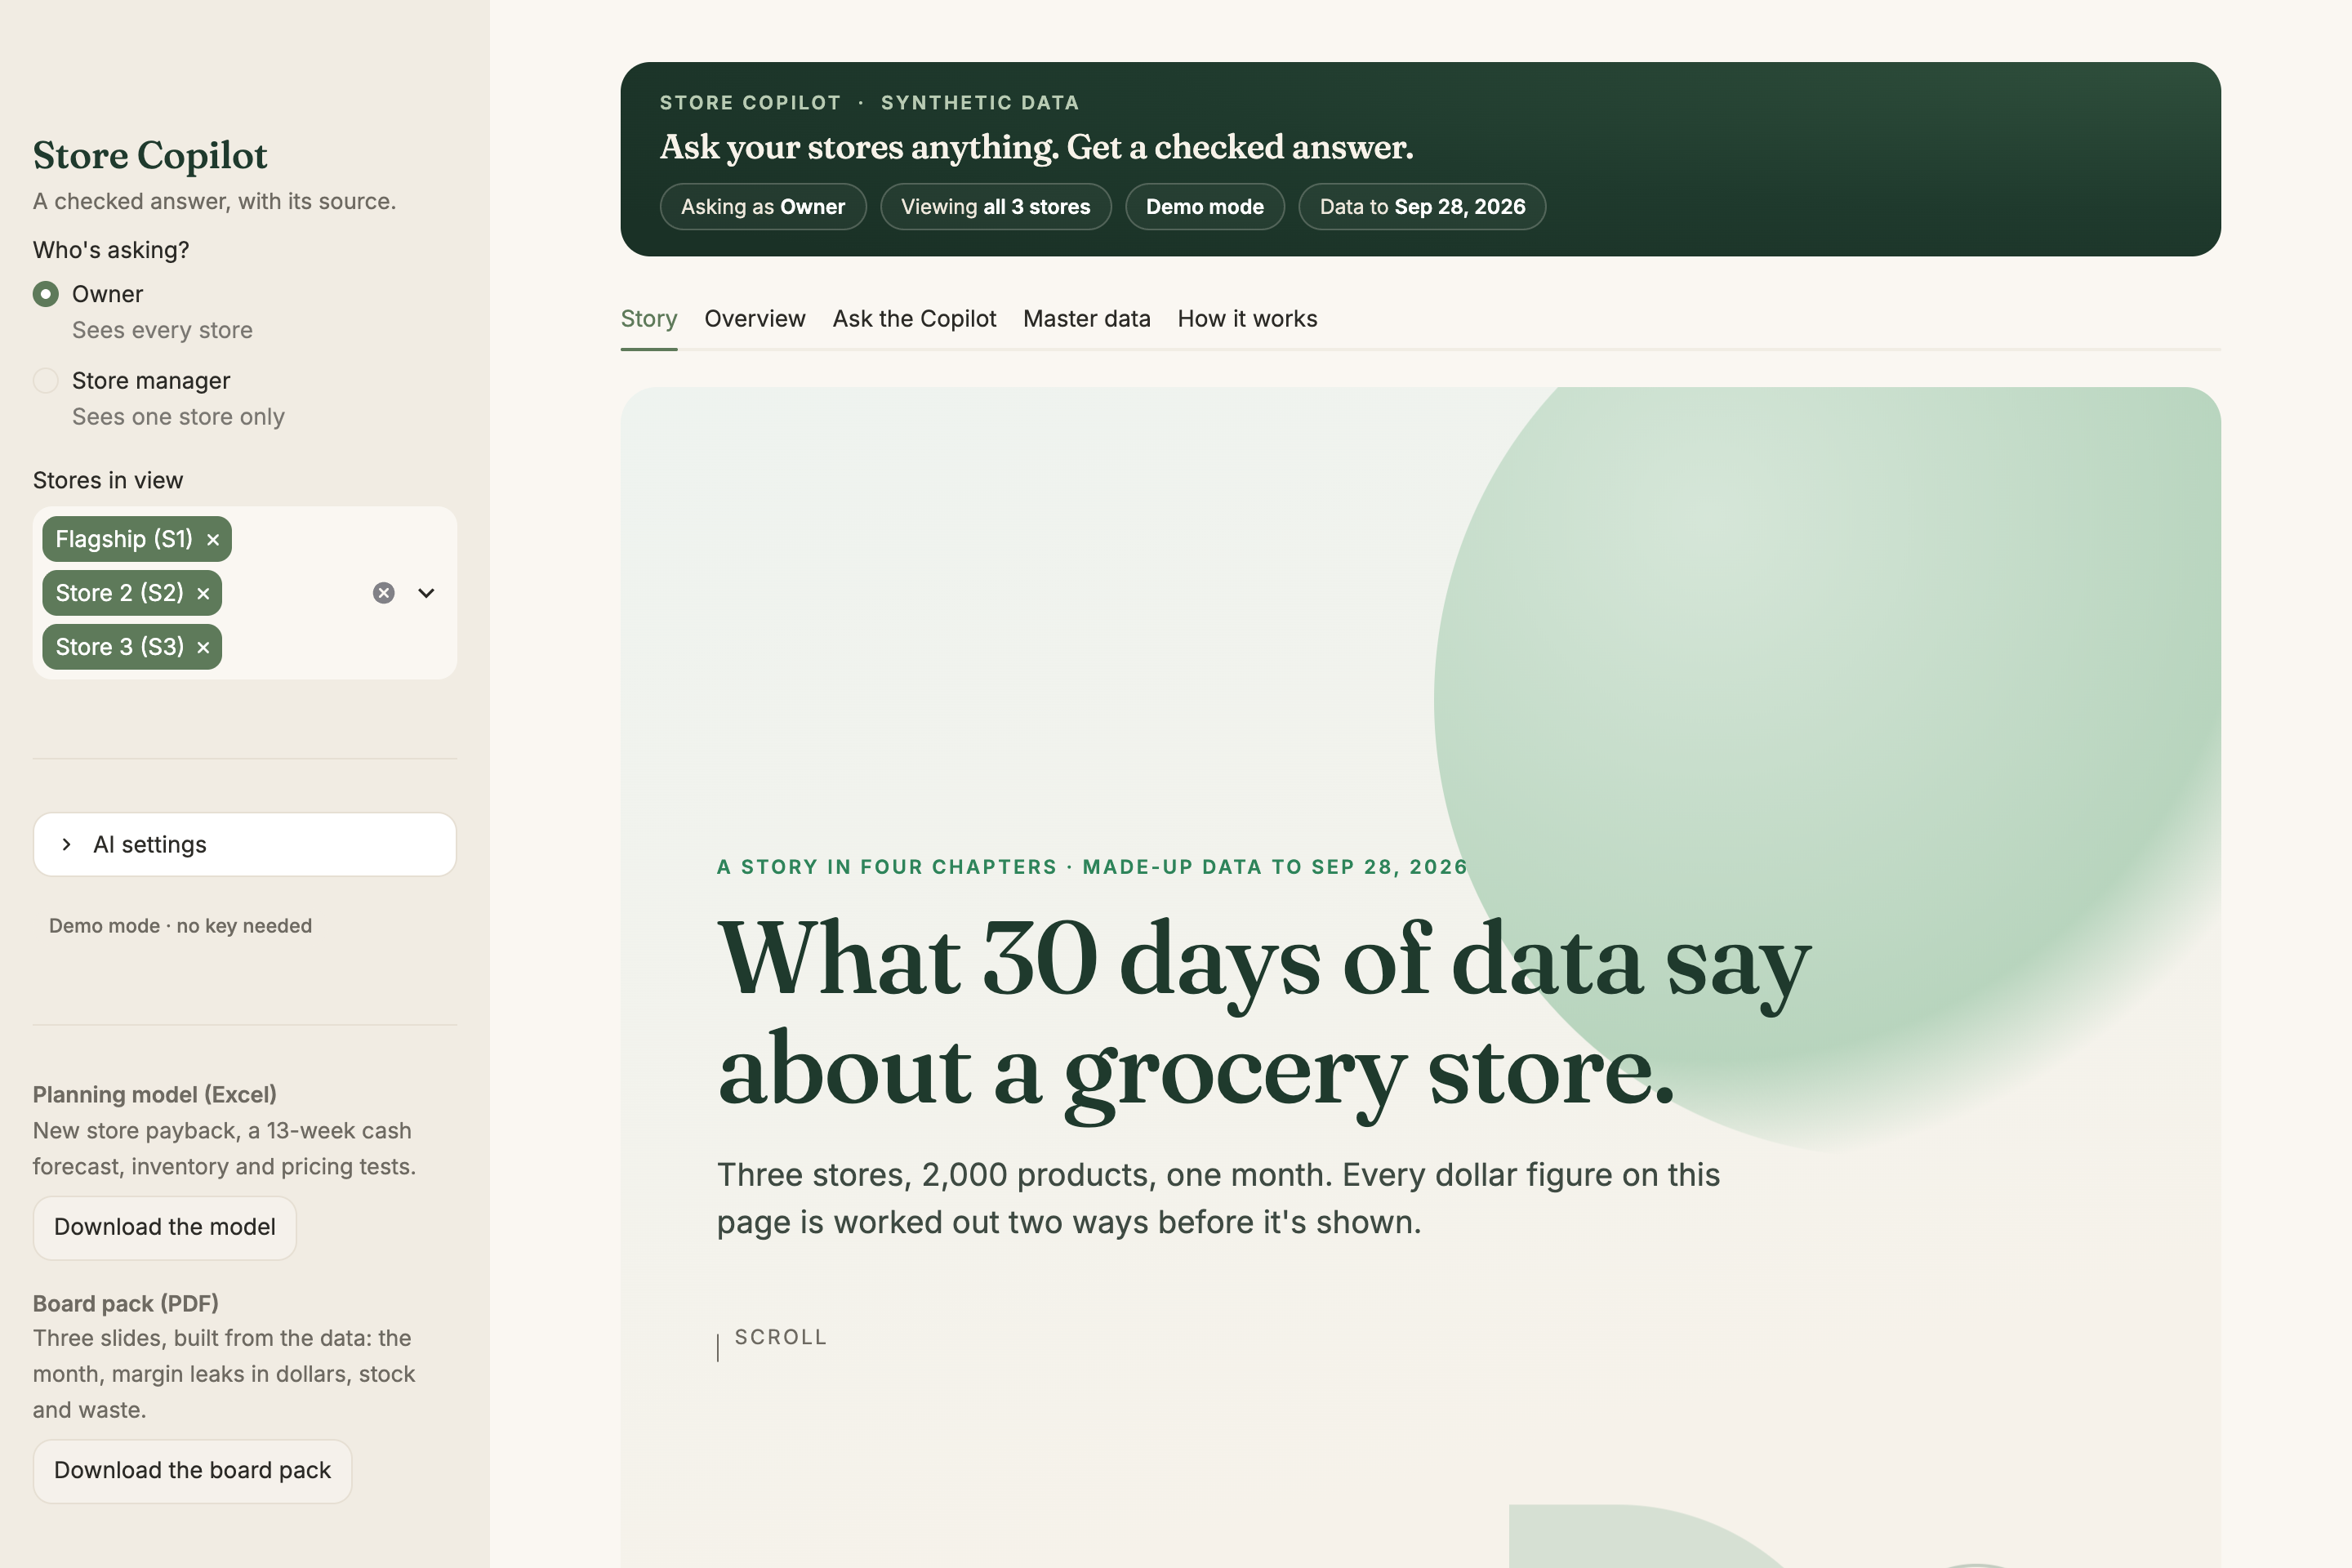 Store Copilot
A checked answer, with its source.
Who's asking?
Owner
Sees every store
Store manager
Sees one store only
Stores in view
Flagship (S1)
Store 2 (S2)
Store 3 (S3)
AI settings
Demo mode · no key needed
Planning model (Excel)
New store payback, a 13-week cash
forecast, inventory and pricing tests.
Download the model
Board pack (PDF)
Three slides, built from the data: the
month, margin leaks in dollars, stock
and waste.
Download the board pack
STORE COPILOT · SYNTHETIC DATA
Ask your stores anything. Get a checked answer.
Asking as Owner
Viewing all 3 stores
Demo mode
Data to Sep 28, 2026
Story
Overview
Ask the Copilot
Master data
How it works
A STORY IN FOUR CHAPTERS · MADE-UP DATA TO SEP 28, 2026
What 30 days of data say
about a grocery store.
Three stores, 2,000 products, one month. Every dollar figure on this
page is worked out two ways before it's shown.
SCROLL